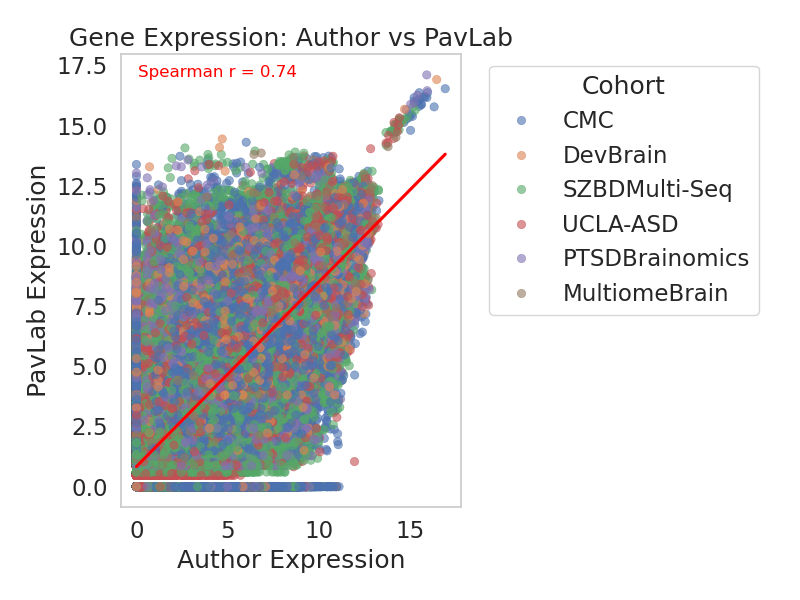 Gene Expression: Author vs PavLab
Spearman r = 0.74
PavLab Expression
17.5
15.0
12.5
10.0
7.5
5.0
2.5
0.0
0 5 10 15
Author Expression
Cohort
CMC
DevBrain
SZBDMulti-Seq
UCLA-ASD
PTSDBrainomics
MultiomeBrain